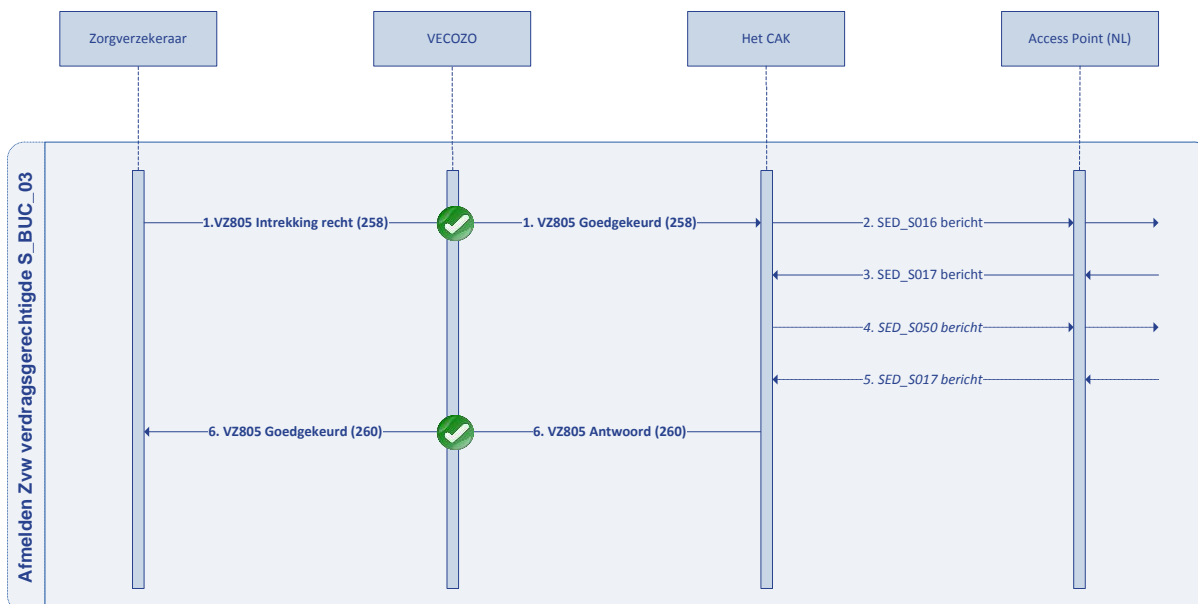 Zorgverzekeraar
VECOZO
Het CAK
Access Point (NL)
Afmelden Zvw verdragsgerechtigde S_BUC_03
1.VZ805 Intrekking recht (258)
1. VZ805 Goedgekeurd (258)
2. SED_S016 bericht
3. SED_S017 bericht
4. SED_S050 bericht
5. SED_S017 bericht
6. VZ805 Goedgekeurd (260)
6. VZ805 Antwoord (260)